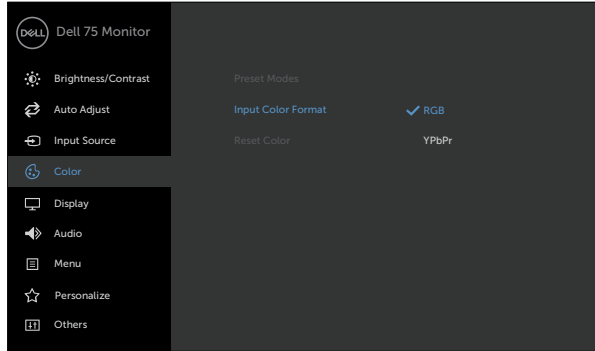 DELL
Dell 75 Monitor
Brightness/Contrast
Auto Adjust
Input Source
Color
Display
Audio
Menu
Personalize
Others
Preset Modes
Input Color Format
Reset Color
RGB
YPbPr